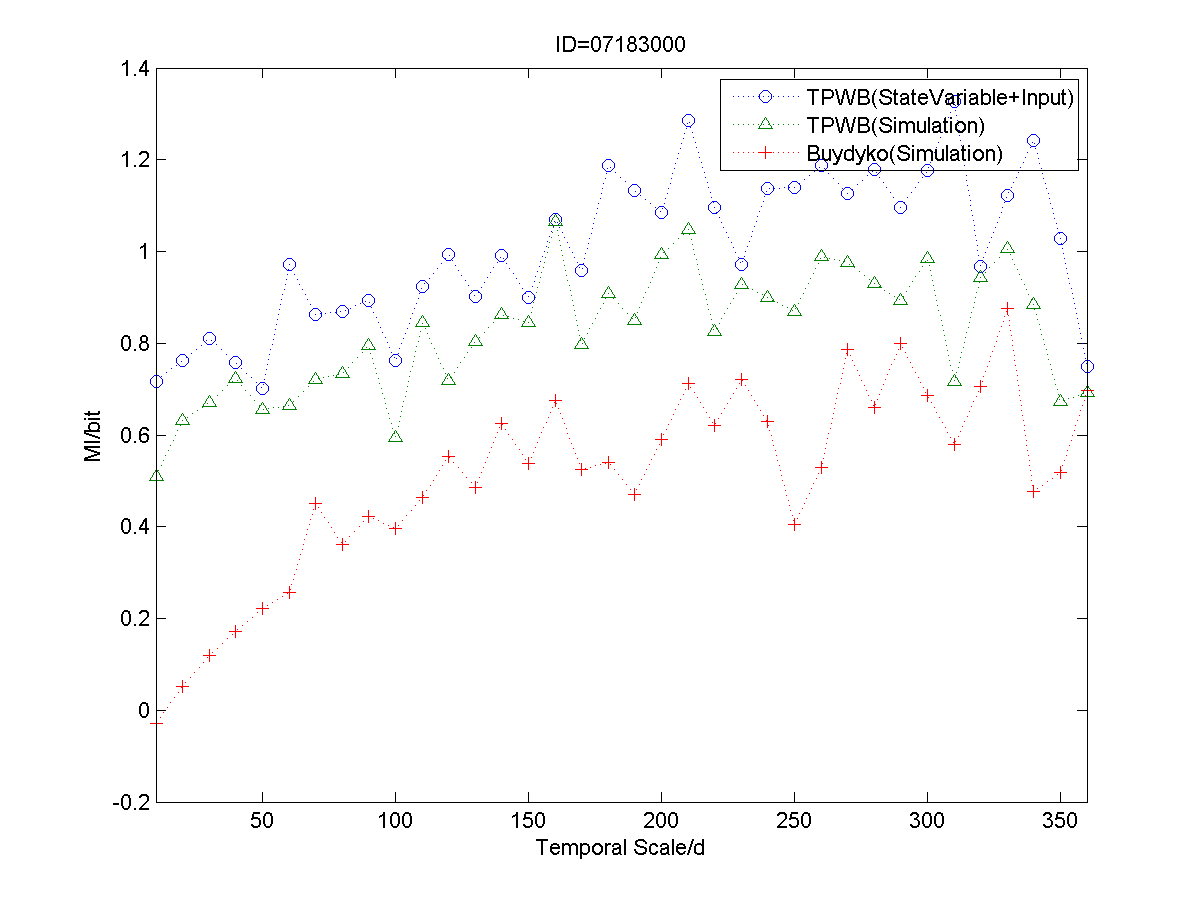 ID=07183000
1.4
1.2
1
0.8
0.6
0.4
0.2
0
-0.2
MI/bit
TPWB(StateVariable+Input)
TPWB(Simulation)
Buydyko(Simulation)
50 100 150 200 250 300 350
Temporal Scale/d